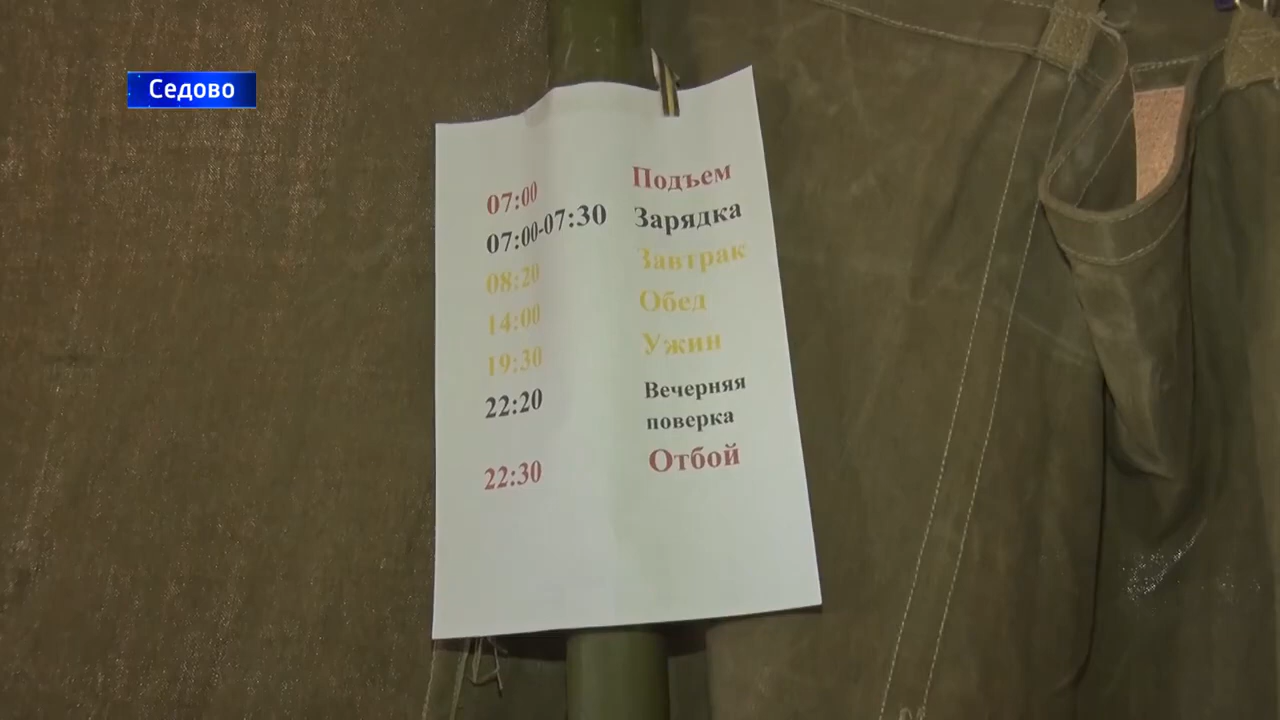 Седово
07:00 Подъем
07:00-07:30 Зарядка
08:20 Завтрак
14:00 Обед
19:30 Ужин
22:20 Вечерняя
поверка
22:30 Отбой